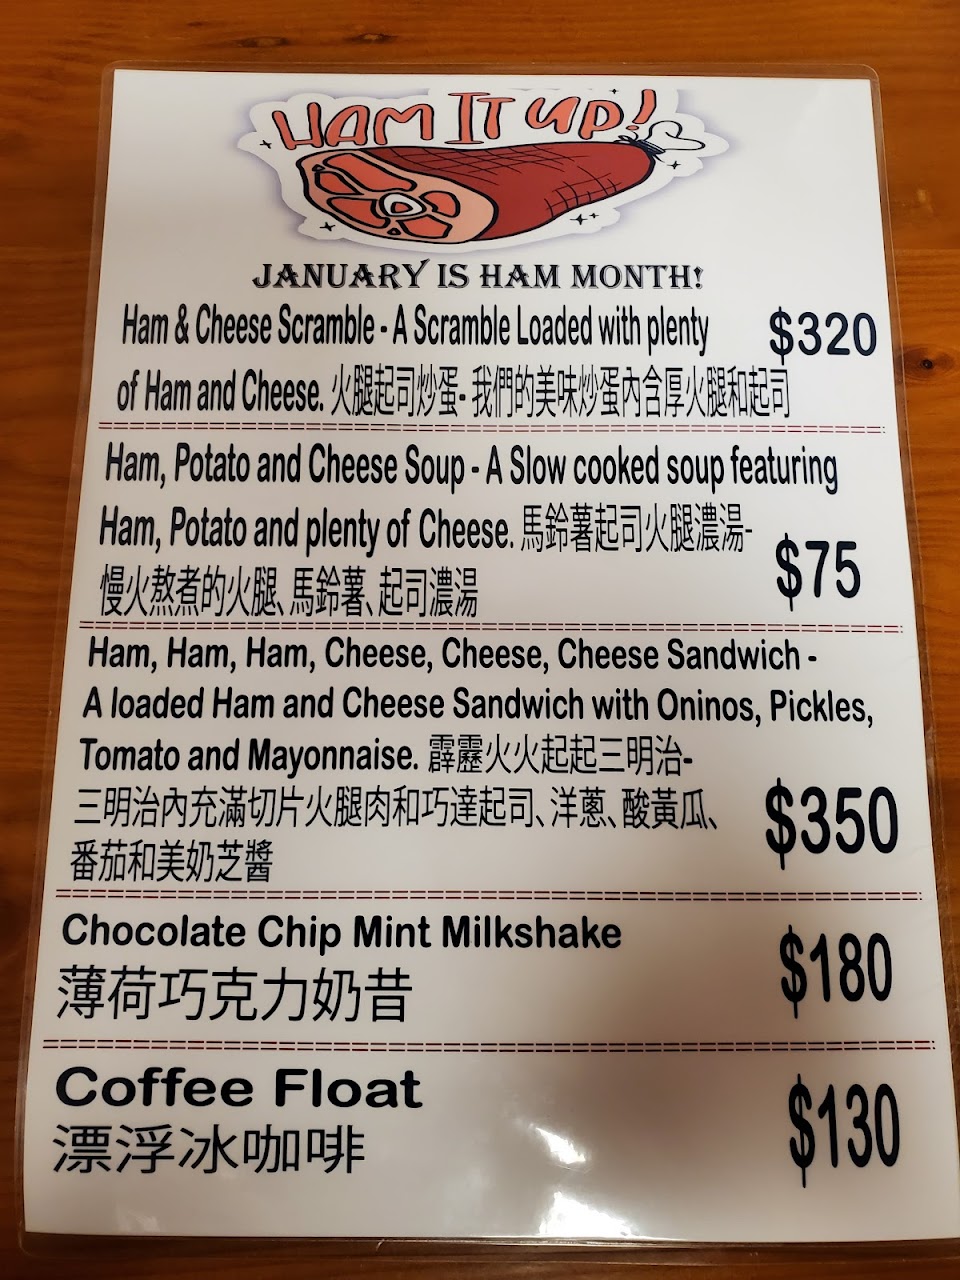 HAM IT UP!
JANUARY IS HAM MONTH!
Ham & Cheese Scramble - A Scramble Loaded with plenty
$320
of Ham and Cheese. 火腿起司炒蛋- 我們的美味炒蛋內含厚火腿和起司
Ham, Potato and Cheese Soup - A Slow cooked soup featuring
Ham, Potato and plenty of Cheese. 馬鈴薯起司火腿濃湯-
$75
慢火熬煮的火腿、馬鈴薯、起司濃湯
Ham, Ham, Ham, Cheese, Cheese, Cheese Sandwich -
A loaded Ham and Cheese Sandwich with Oninos, Pickles,
Tomato and Mayonnaise. 霹靂火火起起三明治-
三明治內充滿切片火腿肉和巧達起司、洋蔥、酸黃瓜、
$350
番茄和美奶芝醬
Chocolate Chip Mint Milkshake
$180
薄荷巧克力奶昔
Coffee Float
$130
漂浮冰咖啡